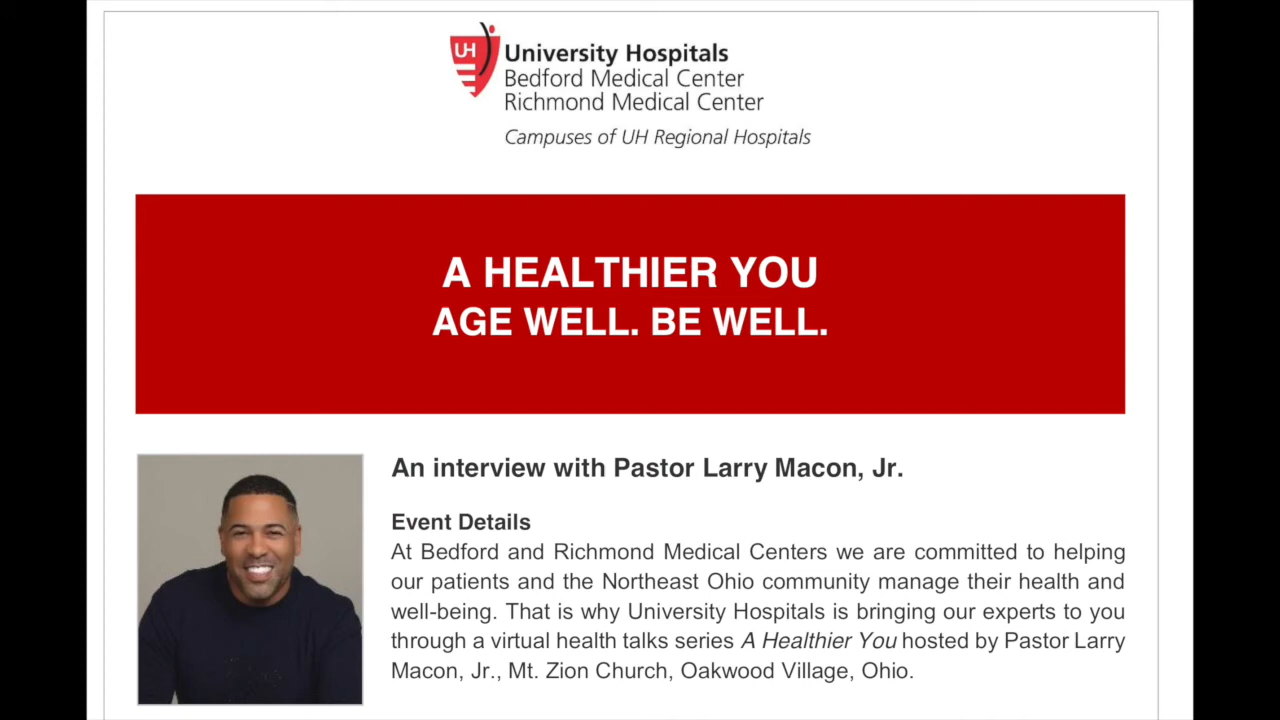 UH
University Hospitals
Bedford Medical Center
Richmond Medical Center
Campuses of UH Regional Hospitals
A HEALTHIER YOU
AGE WELL. BE WELL.
An interview with Pastor Larry Macon, Jr.
Event Details
At Bedford and Richmond Medical Centers we are committed to helping
our patients and the Northeast Ohio community manage their health and
well-being. That is why University Hospitals is bringing our experts to you
through a virtual health talks series A Healthier You hosted by Pastor Larry
Macon, Jr., Mt. Zion Church, Oakwood Village, Ohio.